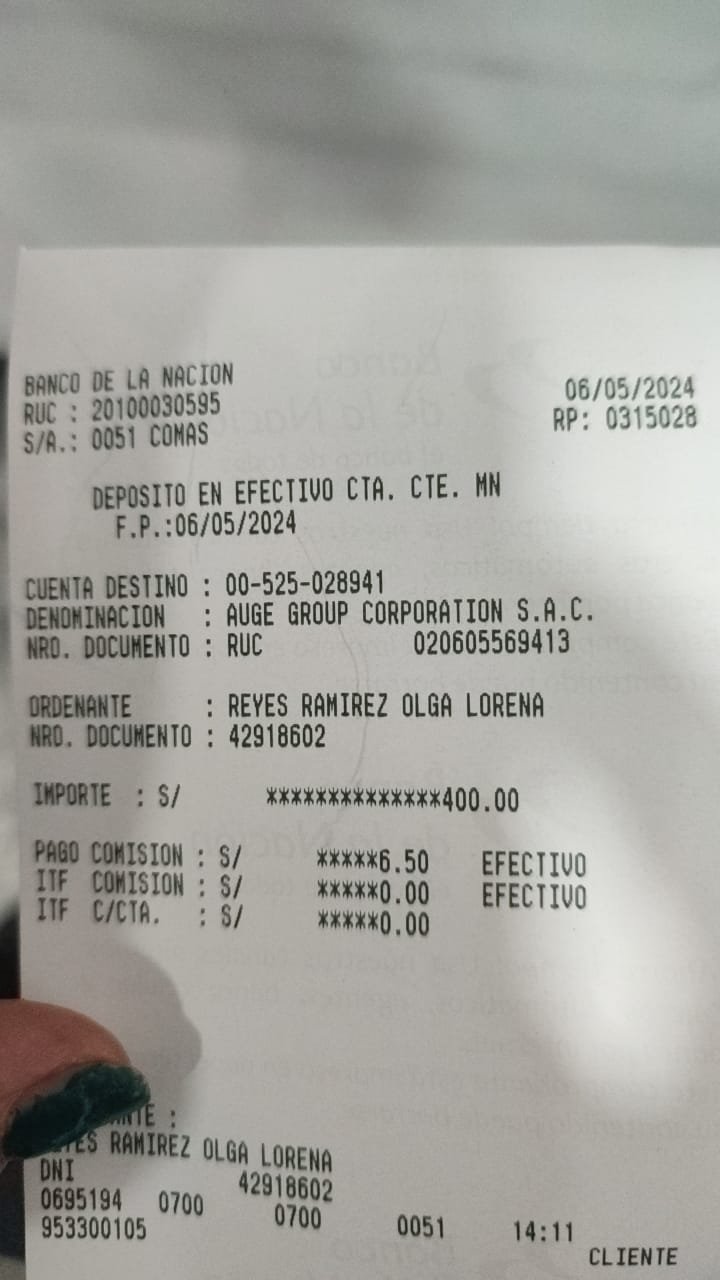 BANCO DE LA NACION
RUC : 20100030595
S/A.: 0051 COMAS
06/05/2024
RP: 0315028
DEPOSITO EN EFECTIVO CTA. CTE. MN
F.P.:06/05/2024
CUENTA DESTINO : 00-525-028941
DENOMINACION : AUGE GROUP CORPORATION S.A.C.
NRO. DOCUMENTO : RUC 020605569413
ORDENANTE : REYES RAMIREZ OLGA LORENA
NRO. DOCUMENTO : 42918602
IMPORTE : S/ **************400.00
PAGO COMISION : S/ *****6.50 EFECTIVO
ITF COMISION : S/ *****0.00 EFECTIVO
ITF C/CTA. : S/ *****0.00
RAMIREZ OLGA LORENA
DNI 42918602
0695194 0700 0700 0051 14:11
953300105
CLIENTE